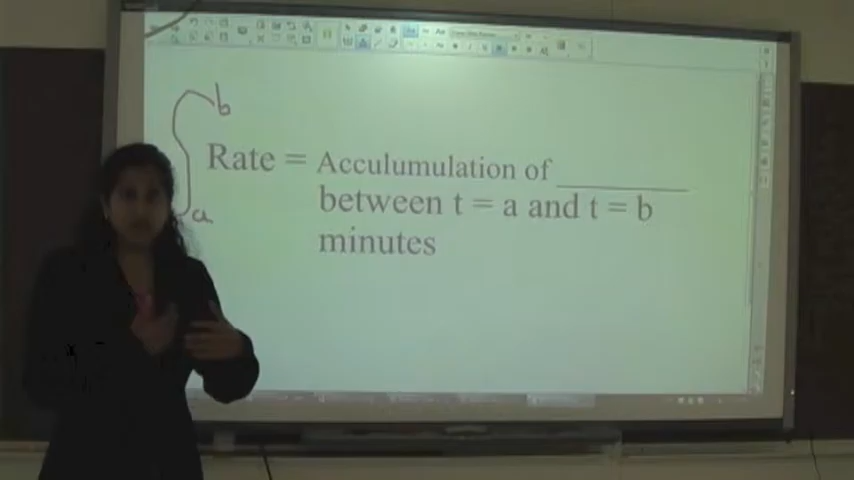 b
Rate = Acculumulation of
between t = a and t = b
a
minutes